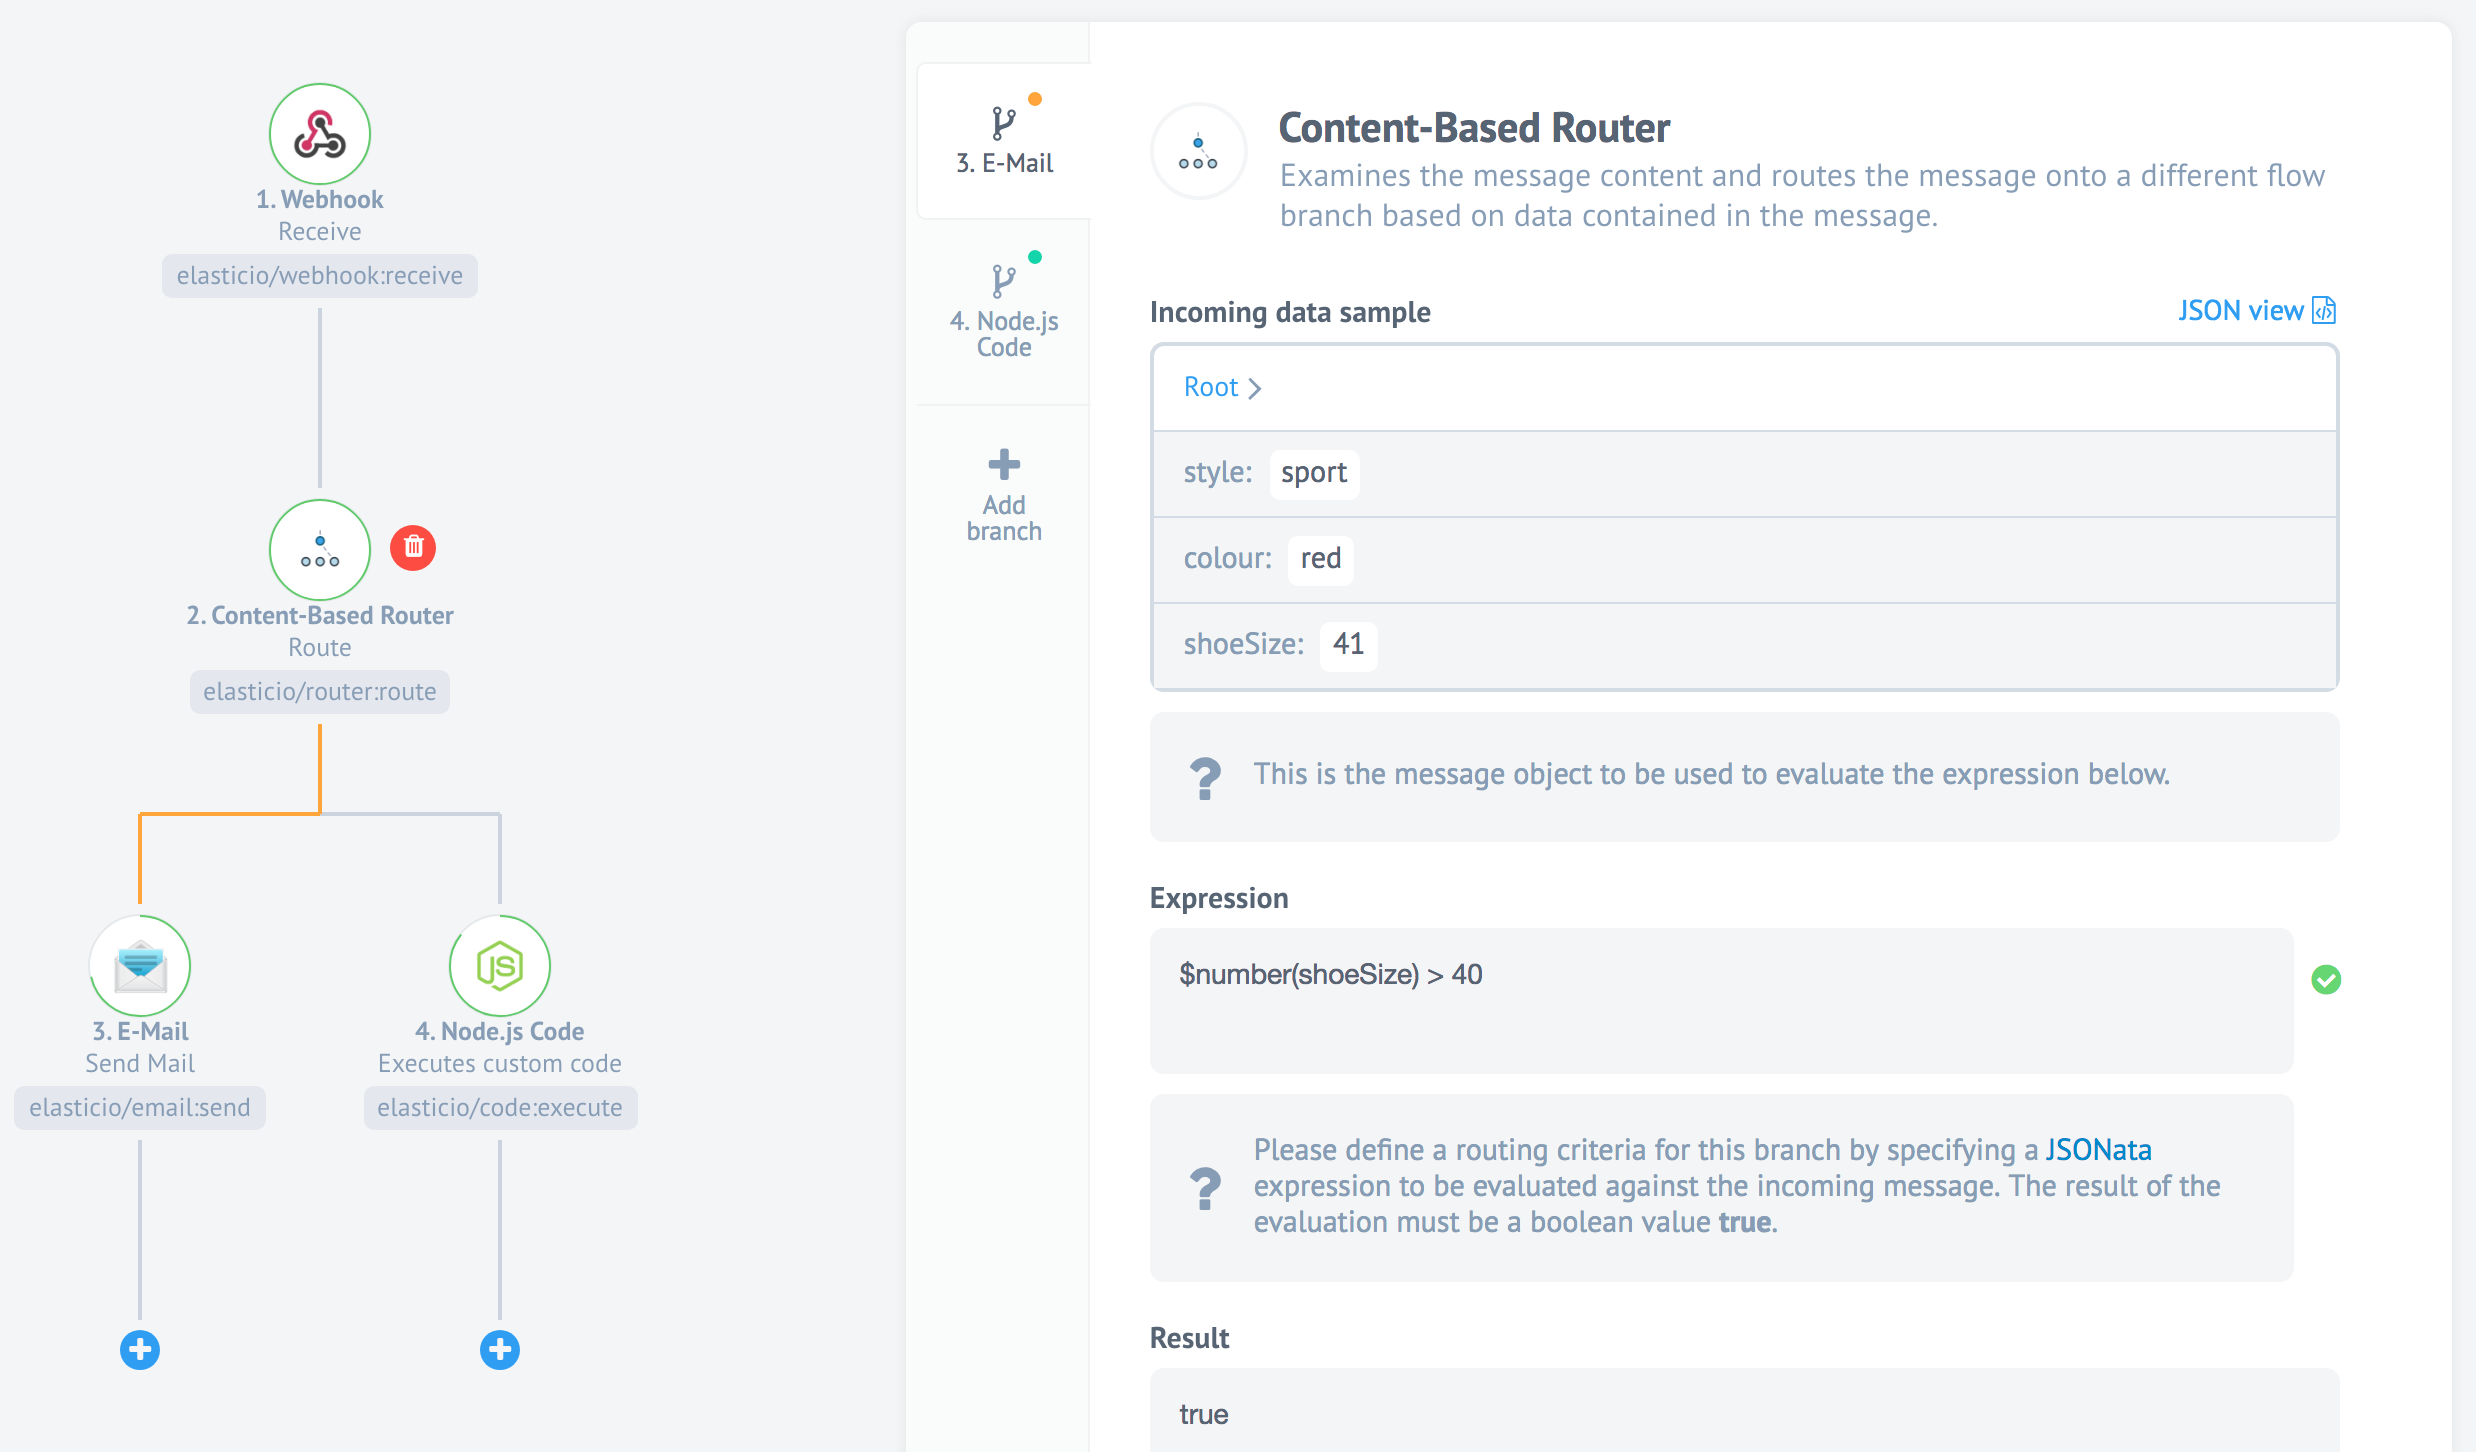 1. Webhook
Receive
elasticio/webhook:receive
2. Content-Based Router
Route
elasticio/router:route
3. E-Mail
Send Mail
elasticio/email:send
4. Node.js Code
Executes custom code
elasticio/code:execute
3. E-Mail
4. Node.js
Code
Add
branch
Content-Based Router
Examines the message content and routes the message onto a different flow
branch based on data contained in the message.
Incoming data sample
JSON view
Root
style: sport
colour: red
shoeSize: 41
This is the message object to be used to evaluate the expression below.
Expression
$number(shoeSize) > 40
Please define a routing criteria for this branch by specifying a JSONata
expression to be evaluated against the incoming message. The result of the
evaluation must be a boolean value true.
Result
true